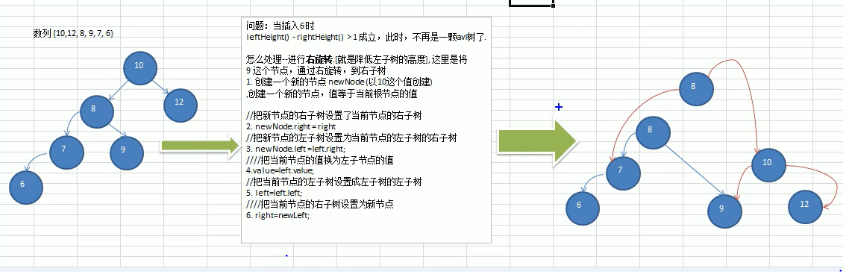 数列 {10,12, 8, 9, 7, 6}
10
8
12
7
9
6
问题：当插入6时
leftHeight() - rightHeight() > 1成立，此时，不再是一颗avl树了.
怎么处理--进行右旋转.[就是降低左子树的高度], 这里是将
9 这个节点，通过右旋转，到右子树
1. 创建一个新的节点 newNode (以10这个值创建)
,创建一个新的节点，值等于当前根节点的值
//把新节点的右子树设置了当前节点的右子树
2. newNode.right = right
//把新节点的左子树设置为当前节点的左子树的右子树
3. newNode.left =left.right;
////把当前节点的值换为左子节点的值
4.value=left.value;
//把当前节点的左子树设置成左子树的左子树
5. left=left.left;
////把当前节点的右子树设置为新节点
6. right=newLeft;
8
8
7
10
6
9
12